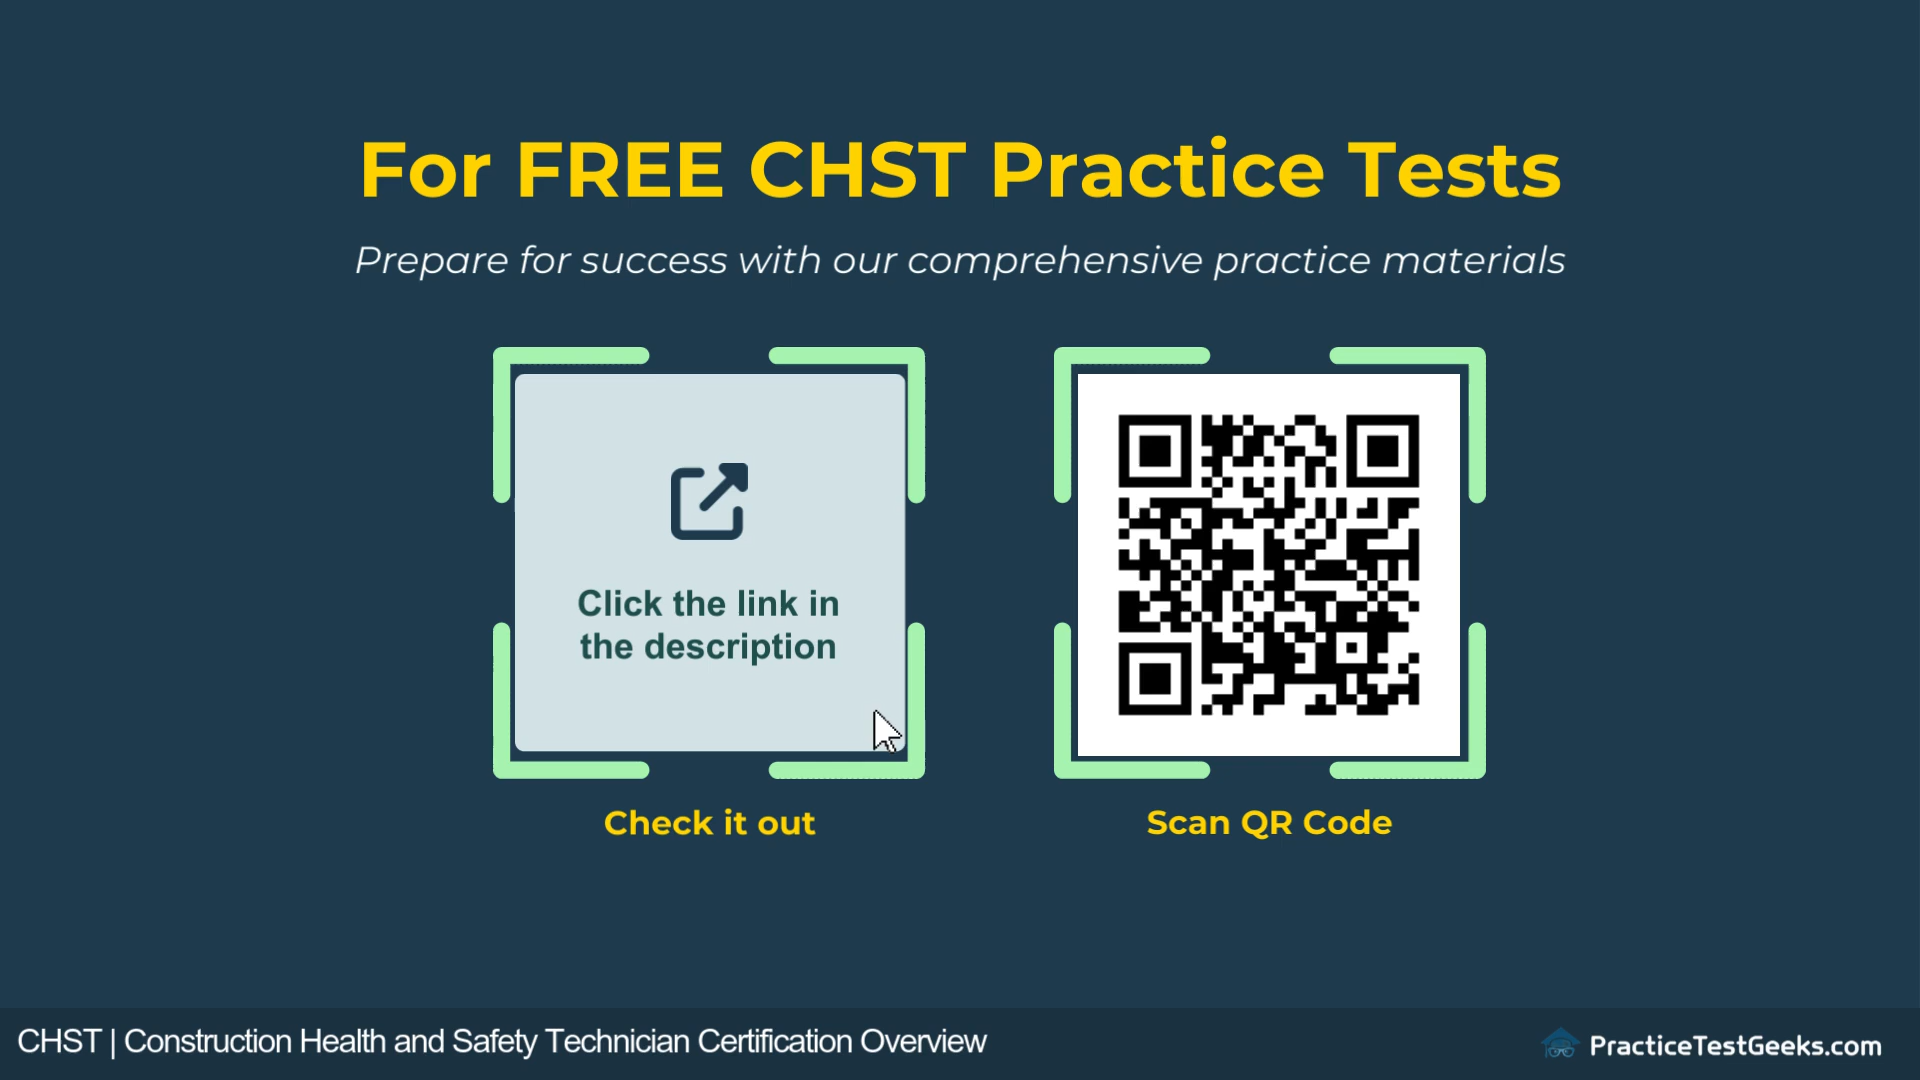 For FREE CHST Practice Tests
Prepare for success with our comprehensive practice materials
Click the link in
the description
Check it out
Scan QR Code
CHST | Construction Health and Safety Technician Certification Overview
PracticeTestGeeks.com